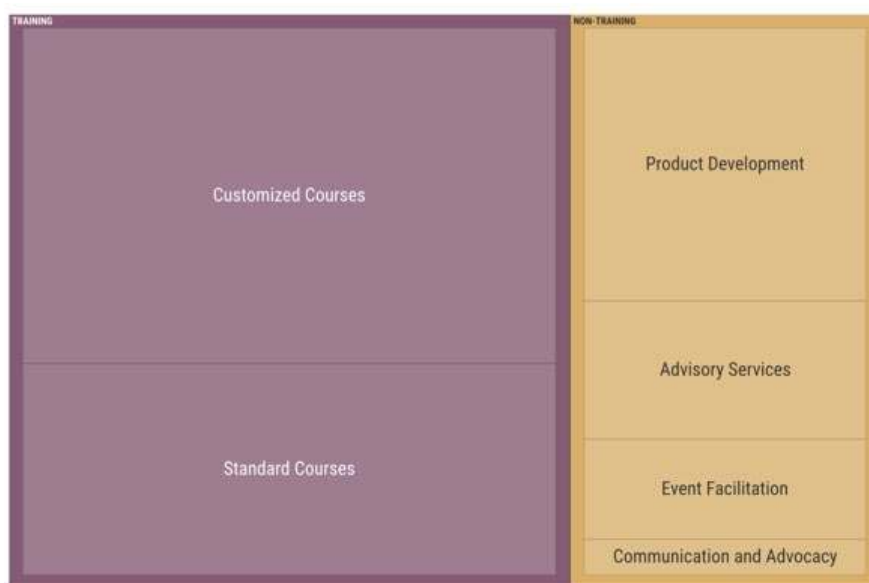 TRAINING
Customized Courses
Standard Courses
NON-TRAINING
Product Development
Advisory Services
Event Facilitation
Communication and Advocacy